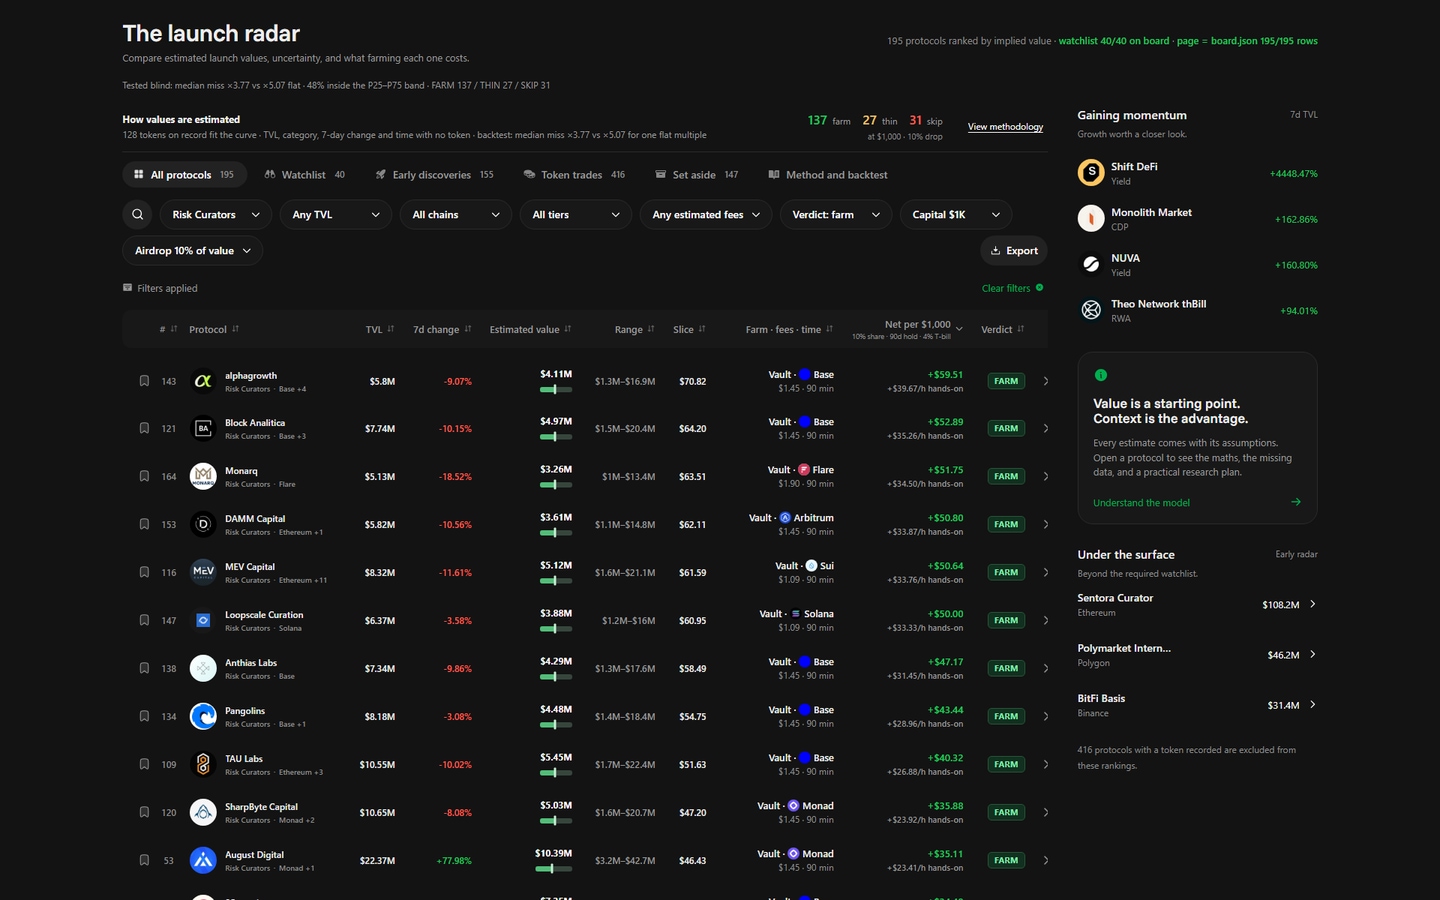 The launch radar
195 protocols ranked by implied value · watchlist 40/40 on board · page = board.json 195/195 rows
Compare estimated launch values, uncertainty, and what farming each one costs.
Tested blind: median miss ×3.77 vs ×5.07 flat · 48% inside the P25–P75 band · FARM 137 / THIN 27 / SKIP 31
How values are estimated
128 tokens on record fit the curve · TVL, category, 7-day change and time with no token · backtest: median miss ×3.77 vs ×5.07 for one flat multiple
137 farm 27 thin 31 skip
at $1,000 · 10% drop
View methodology
All protocols 195 Watchlist 40 Early discoveries 155 Token trades 416 Set aside 147 Method and backtest
Risk Curators Any TVL All chains All tiers Any estimated fees Verdict: farm Capital $1K
Airdrop 10% of value
Export
Filters applied
Clear filters
# Protocol TVL 7d change Estimated value Range Slice Farm · fees · time Net per $1,000 Verdict
10% share · 90d hold · 4% T-bill
143 alphagrowth $5.8M -9.07% $4.11M $1.3M–$16.9M $70.82 Vault · Base +$59.51 FARM
Risk Curators · Base +4 $1.45 · 90 min +$39.67/h hands-on
121 Block Analitica $7.74M -10.15% $4.97M $1.5M–$20.4M $64.20 Vault · Base +$52.89 FARM
BA
Risk Curators · Base +3 $1.45 · 90 min +$35.26/h hands-on
164 Monarq $5.13M -18.52% $3.26M $1M–$13.4M $63.51 Vault · Flare +$51.75 FARM
MONARQ
Risk Curators · Flare $1.90 · 90 min +$34.50/h hands-on
153 DAMM Capital $5.82M -10.56% $3.61M $1.1M–$14.8M $62.11 Vault · Arbitrum +$50.80 FARM
Risk Curators · Ethereum +1 $1.45 · 90 min +$33.87/h hands-on
116 MEV Capital $8.32M -11.61% $5.12M $1.6M–$21.1M $61.59 Vault · Sui +$50.64 FARM
MEV
Risk Curators · Ethereum +11 $1.09 · 90 min +$33.76/h hands-on
147 Loopscale Curation $6.37M -3.58% $3.88M $1.2M–$16M $60.95 Vault · Solana +$50.00 FARM
Risk Curators · Solana $1.09 · 90 min +$33.33/h hands-on
138 Anthias Labs $7.34M -9.86% $4.29M $1.3M–$17.6M $58.49 Vault · Base +$47.17 FARM
Risk Curators · Base $1.45 · 90 min +$31.45/h hands-on
134 Pangolins $8.18M -3.08% $4.48M $1.4M–$18.4M $54.75 Vault · Base +$43.44 FARM
Risk Curators · Base +1 $1.45 · 90 min +$28.96/h hands-on
109 TAU Labs $10.55M -10.02% $5.45M $1.7M–$22.4M $51.63 Vault · Base +$40.32 FARM
Risk Curators · Ethereum +3 $1.45 · 90 min +$26.88/h hands-on
120 SharpByte Capital $10.65M -8.08% $5.03M $1.6M–$20.7M $47.20 Vault · Monad +$35.88 FARM
Risk Curators · Monad +2 $1.45 · 90 min +$23.92/h hands-on
53 August Digital $22.37M +77.98% $10.39M $3.2M–$42.7M $46.43 Vault · Monad +$35.11 FARM
Risk Curators · Monad +1 $1.45 · 90 min +$23.41/h hands-on
Gaining momentum 7d TVL
Growth worth a closer look.
Shift DeFi +4448.47%
Yield
Monolith Market +162.86%
CDP
NUVA +160.80%
Yield
Theo Network thBill +94.01%
RWA
Value is a starting point.
Context is the advantage.
Every estimate comes with its assumptions.
Open a protocol to see the maths, the missing
data, and a practical research plan.
Understand the model
Under the surface Early radar
Beyond the required watchlist.
Sentora Curator $108.2M
Ethereum
Polymarket Intern... $46.2M
Polygon
BitFi Basis $31.4M
Binance
416 protocols with a token recorded are excluded from
these rankings.